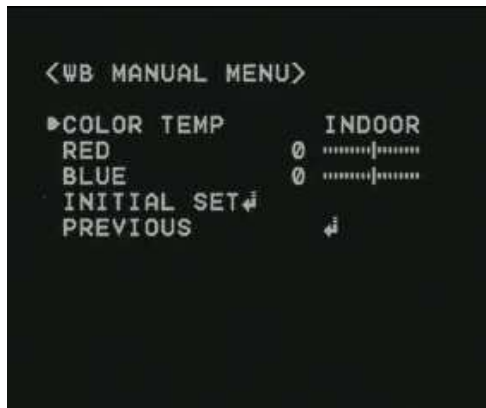 <WB MANUAL MENU>
COLOR TEMP INDOOR
RED 0
BLUE 0
INITIAL SET↲
PREVIOUS ↲